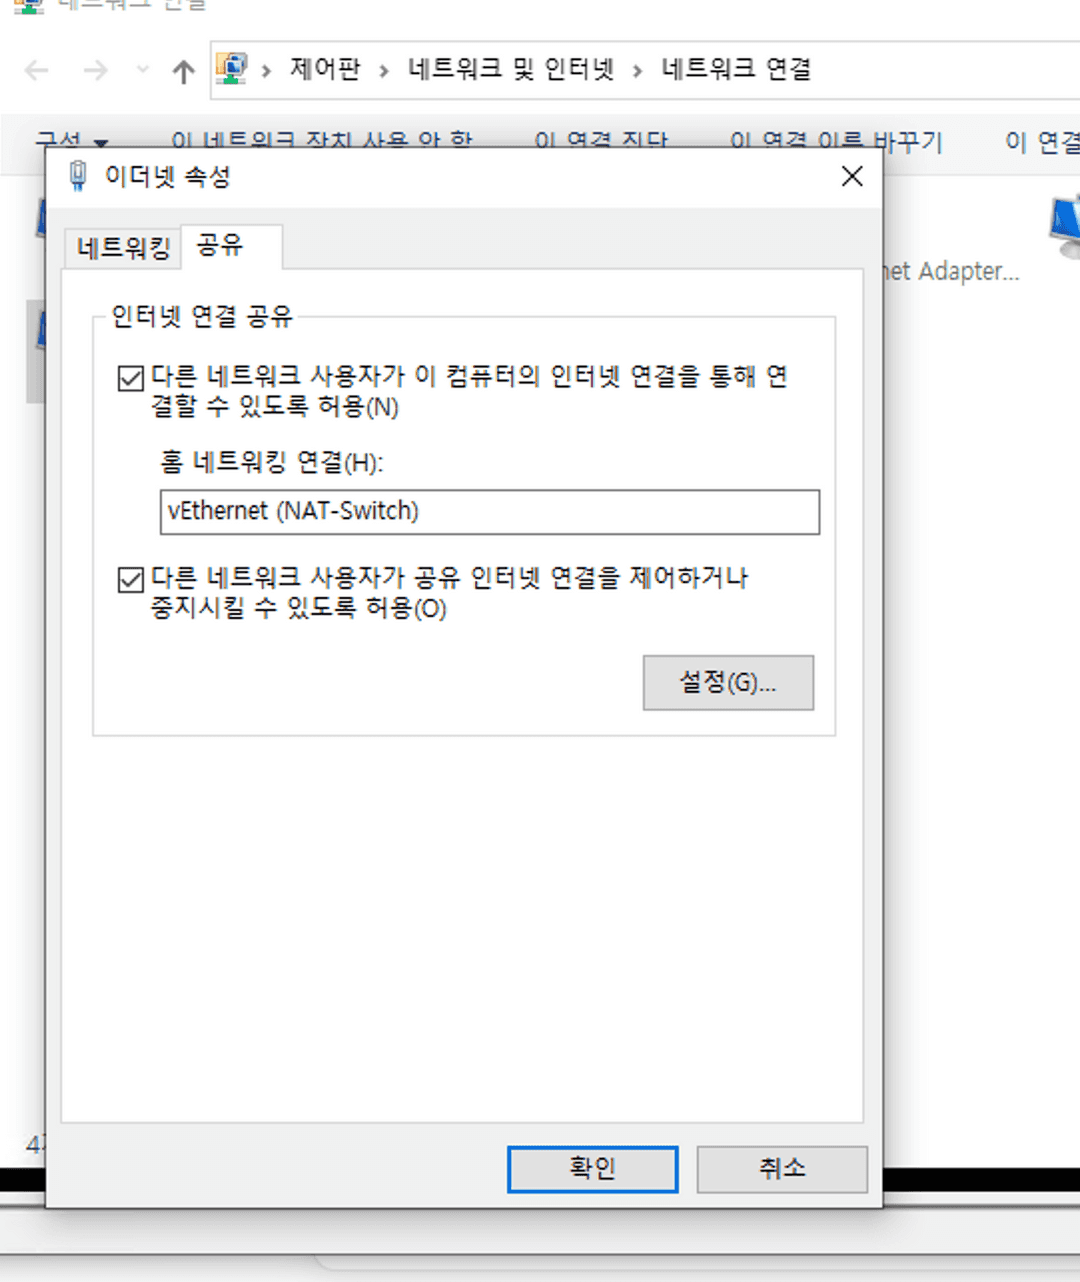 네트워크 연결
제어판 > 네트워크 및 인터넷 > 네트워크 연결
구성 이 네트워크 장치 사용 안 함 이 연결 진단 이 연결 이름 바꾸기 이 연결
이더넷 속성
네트워킹 공유
net Adapter...
인터넷 연결 공유
다른 네트워크 사용자가 이 컴퓨터의 인터넷 연결을 통해 연
결할 수 있도록 허용(N)
홈 네트워킹 연결(H):
vEthernet (NAT-Switch)
다른 네트워크 사용자가 공유 인터넷 연결을 제어하거나
중지시킬 수 있도록 허용(O)
설정(G)...
확인 취소